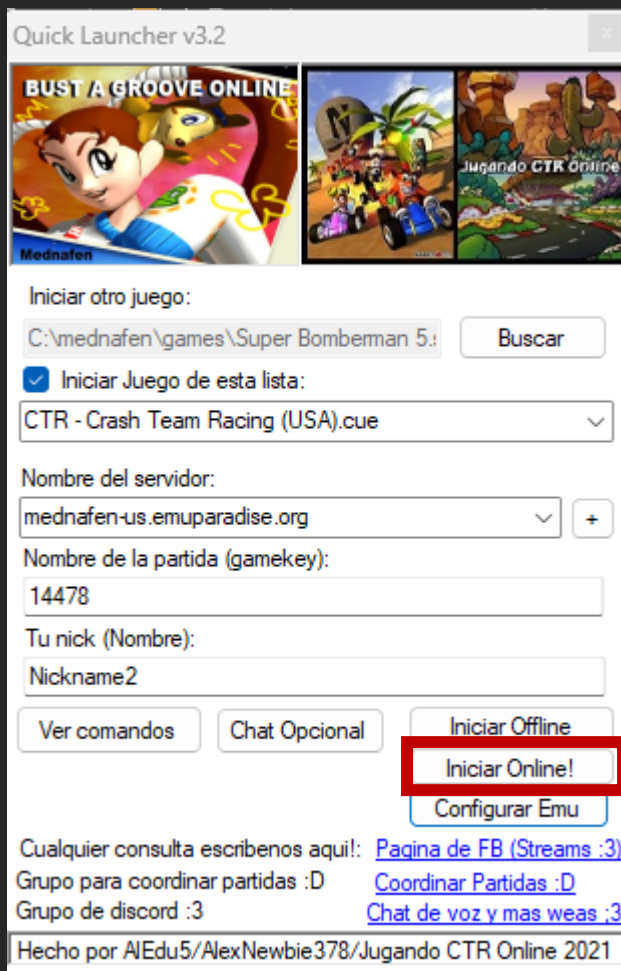 Quick Launcher v3.2
x
BUST A GROOVE ONLINE
N
Jugando CTR Online
Mednafen
Iniciar otro juego:
C:\mednafen\games\Super Bomberman 5.s
Buscar
Iniciar Juego de esta lista:
CTR - Crash Team Racing (USA).cue
Nombre del servidor:
mednafen-us.emuparadise.org
+
Nombre de la partida (gamekey):
14478
Tu nick (Nombre):
Nickname2
Ver comandos
Chat Opcional
Iniciar Offline
Iniciar Online!
Configurar Emu
Cualquier consulta escribenos aqui!: Pagina de FB (Streams :3)
Grupo para coordinar partidas :D Coordinar Partidas :D
Grupo de discord :3 Chat de voz y mas weas ;3
Hecho por AlEdu5/AlexNewbie378/Jugando CTR Online 2021